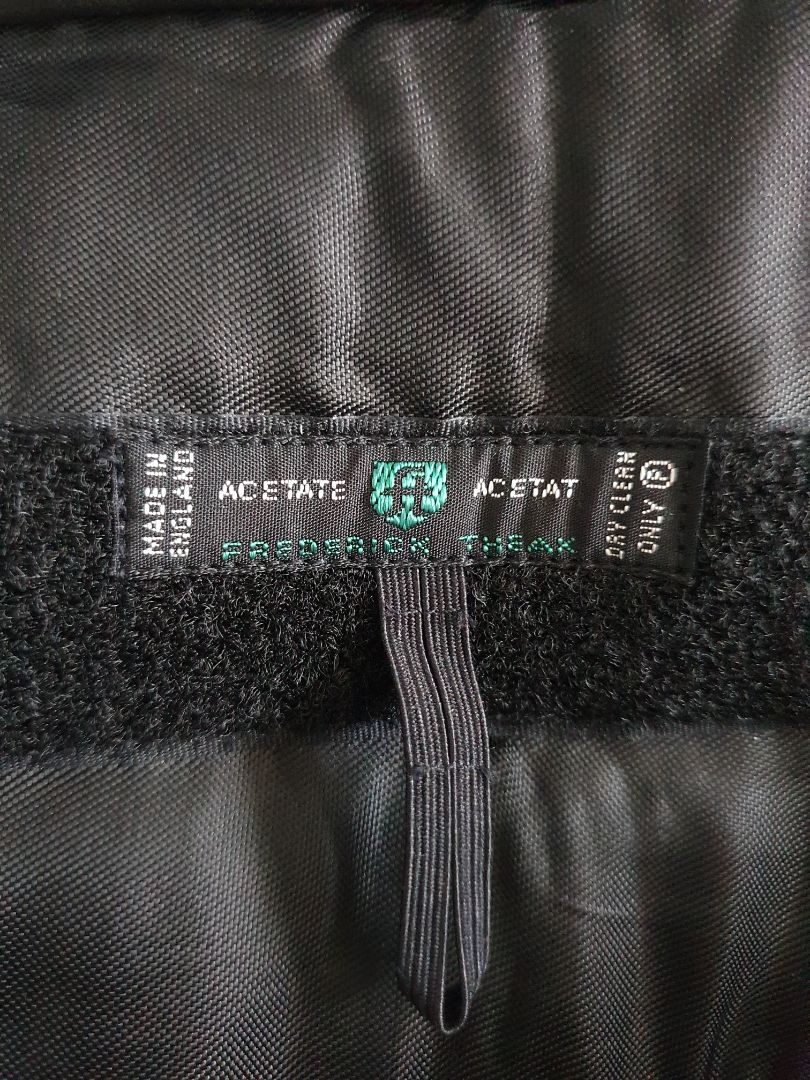 MADE IN
ENGLAND
ACETATE
f
ACETAT
FREDERICK THEAK
DRY CLEAN
ONLY Ⓟ